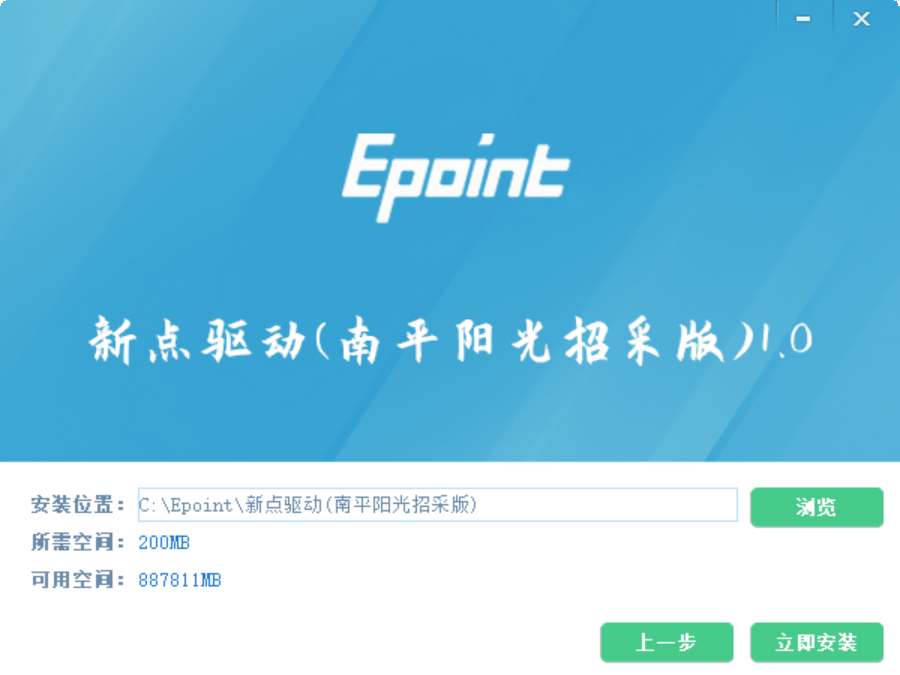 Epoint
新点驱动(南平阳光招采版)1.0
安装位置： C:\Epoint\新点驱动(南平阳光招采版) 浏览
所需空间： 200MB
可用空间： 887811MB
上一步 立即安装